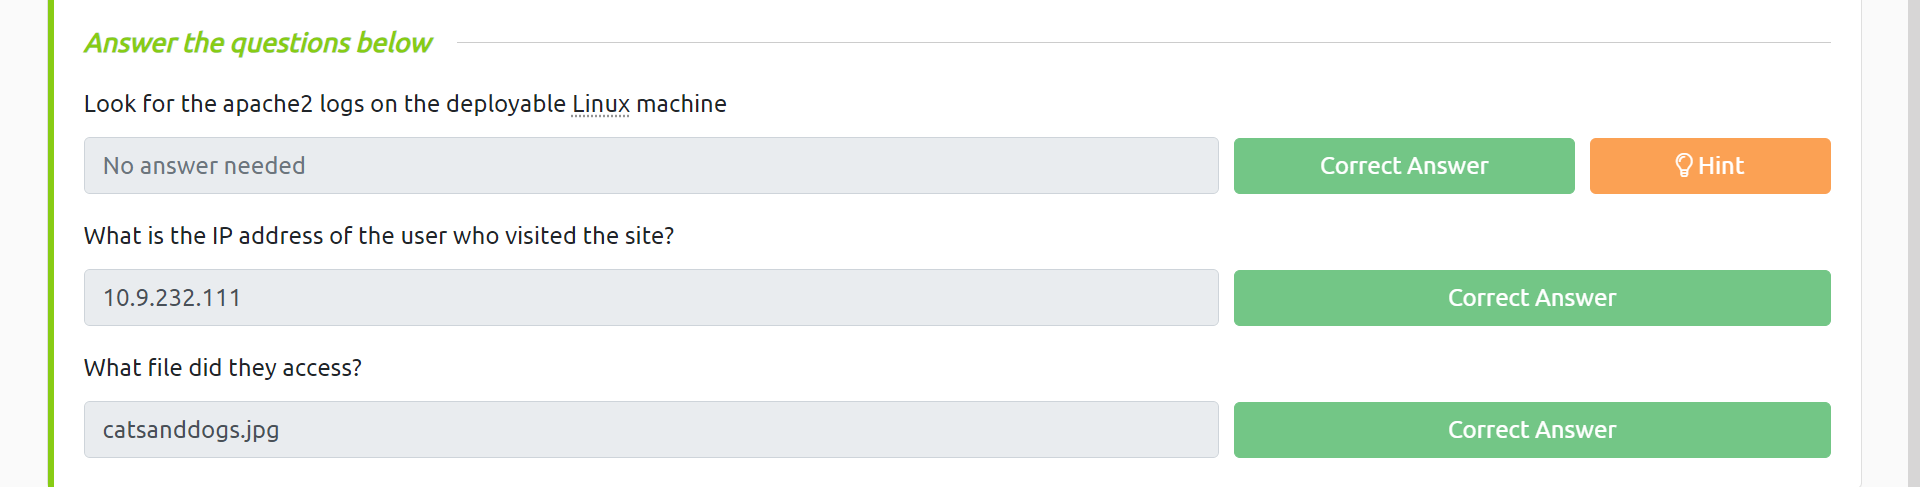 Answer the questions below
Look for the apache2 logs on the deployable Linux machine
No answer needed
Correct Answer
Hint
What is the IP address of the user who visited the site?
10.9.232.111
Correct Answer
What file did they access?
catsanddogs.jpg
Correct Answer